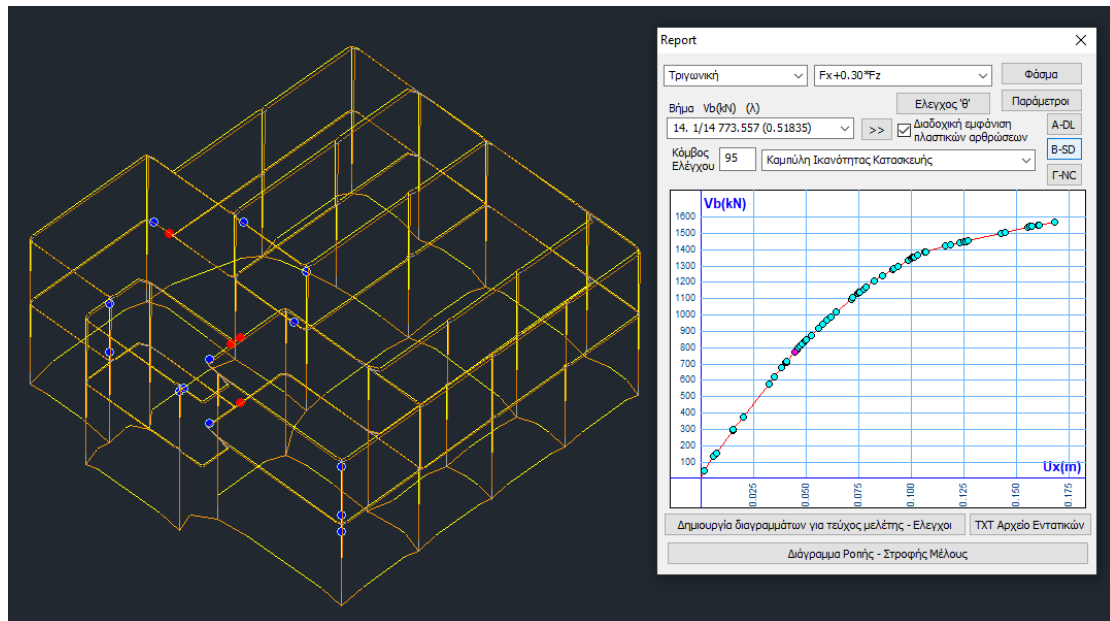 Report
Τριγωνική
Fx+0.30*Fz
Φάσμα
Βήμα Vb(kN) (λ)
Ελεγχος 'θ'
Παράμετροι
14. 1/14 773.557 (0.51835)
>>
Διαδοχική εμφάνιση
πλαστικών αρθρώσεων
A-DL
Κόμβος
Ελέγχου
95
Καμπύλη Ικανότητας Κατασκευής
B-SD
Γ-NC
Vb(kN)
1600
1500
1400
1300
1200
1100
1000
900
800
700
600
500
400
300
200
100
Ux(m)
0.025
0.050
0.075
0.100
0.125
0.150
0.175
Δημιουργία διαγραμμάτων για τεύχος μελέτης - Ελεγχοι
TXT Αρχείο Εντατικών
Διάγραμμα Ροπής - Στροφής Μέλους